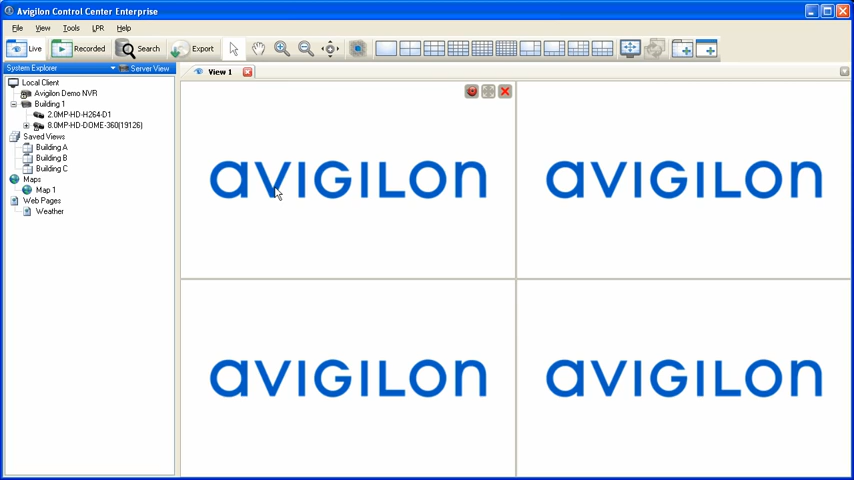 Avigilon Control Center Enterprise
File View Tools LPR Help
Live Recorded Search Export
System Explorer Server View
View 1
Local Client
Avigilon Demo NVR
Building 1
2.0MP-HD-H264-D1
8.0MP-HD-DOME-360(19126)
Saved Views
Building A
Building B
Building C
Maps
Map 1
Web Pages
Weather
aVIGILON aVIGILON
aVIGILON aVIGILON